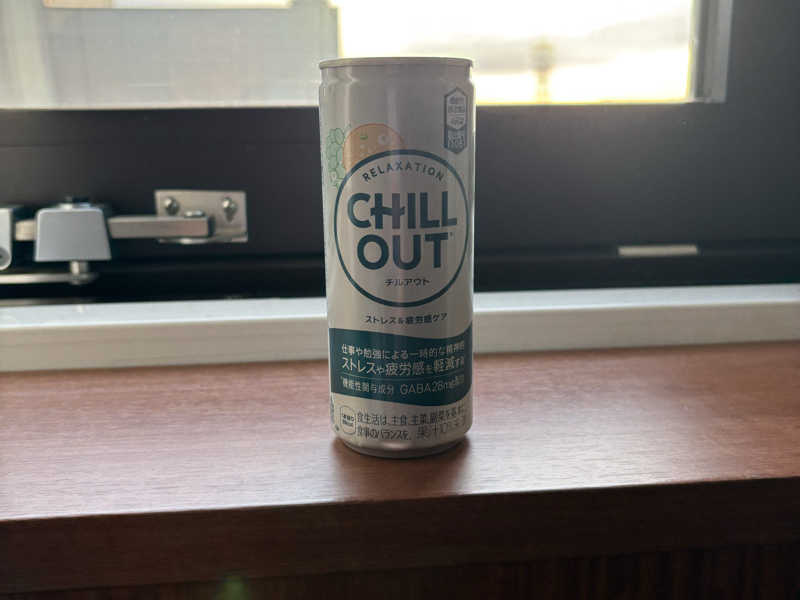 RELAXATION
CHILL
OUT
チルアウト
ストレス&疲労感ケア
仕事や勉強による一時的な精神的
ストレスや疲労感を軽減する
機能性関与成分 GABA28mg配合
食生活は、主食、主菜、副菜を基本に、
食事のバランスを。